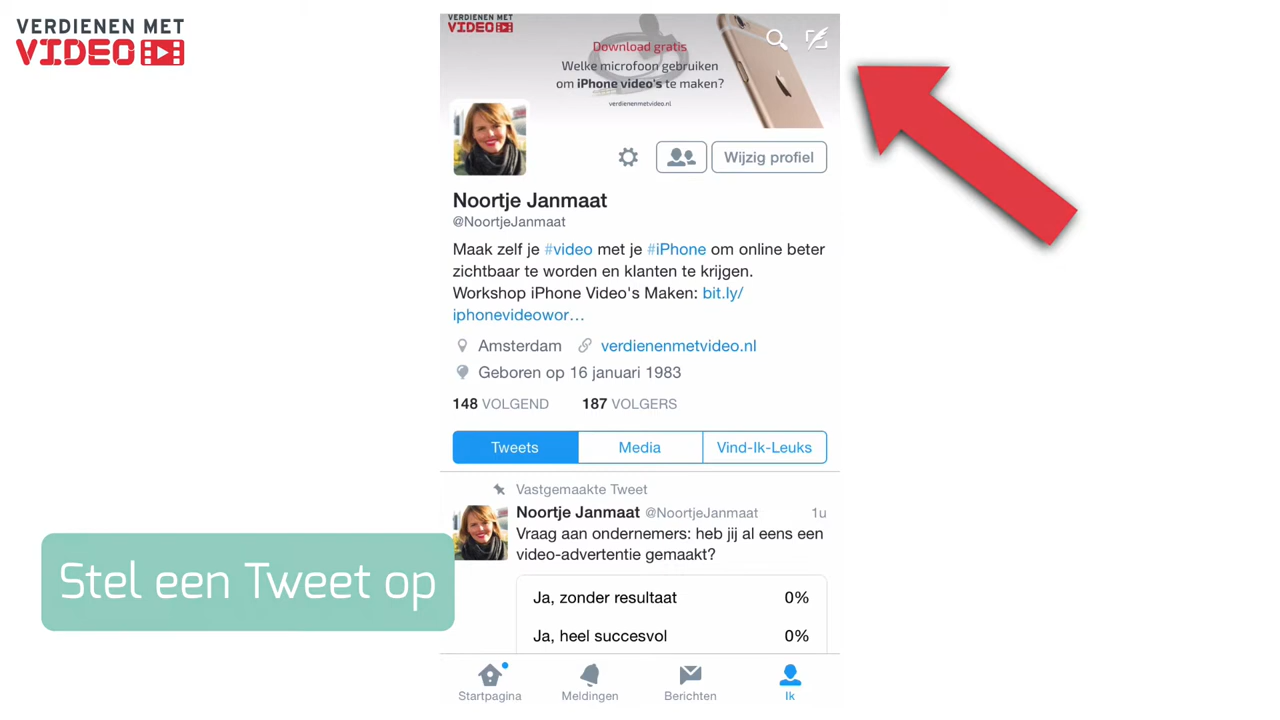 VERDIENEN MET
VIDEO
VERDIENEN MET
VIDEO
Download gratis
Welke microfoon gebruiken
om iPhone video's te maken?
verdienenmetvideo.nl
Wijzig profiel
Noortje Janmaat
@NoortjeJanmaat
Maak zelf je #video met je #iPhone om online beter
zichtbaar te worden en klanten te krijgen.
Workshop iPhone Video's Maken: bit.ly/
iphonevideowor…
Amsterdam verdienenmetvideo.nl
Geboren op 16 januari 1983
148 VOLGEND 187 VOLGERS
Tweets Media Vind-Ik-Leuks
Vastgemaakte Tweet
Noortje Janmaat @NoortjeJanmaat 1u
Vraag aan ondernemers: heb jij al eens een
video-advertentie gemaakt?
Stel een Tweet op
Ja, zonder resultaat 0%
Ja, heel succesvol 0%
Startpagina Meldingen Berichten Ik